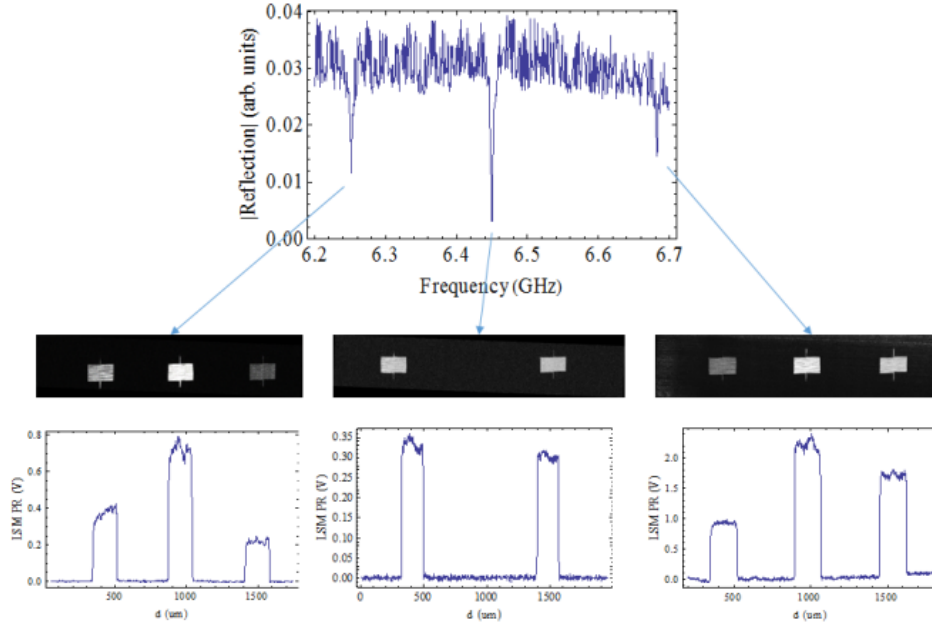 |Reflection| (arb. units)
0.04
0.03
0.02
0.01
0.00
6.2 6.3 6.4 6.5 6.6 6.7
Frequency (GHz)
LSM PR (V)
0.8
0.6
0.4
0.2
0.0
500 1000 1500
d (um)
LSM PR (V)
0.35
0.30
0.25
0.20
0.15
0.10
0.05
0.00
0 500 1000 1500
d (um)
LSM PR (V)
2.0
1.5
1.0
0.5
0.0
500 1000 1500
d (um)